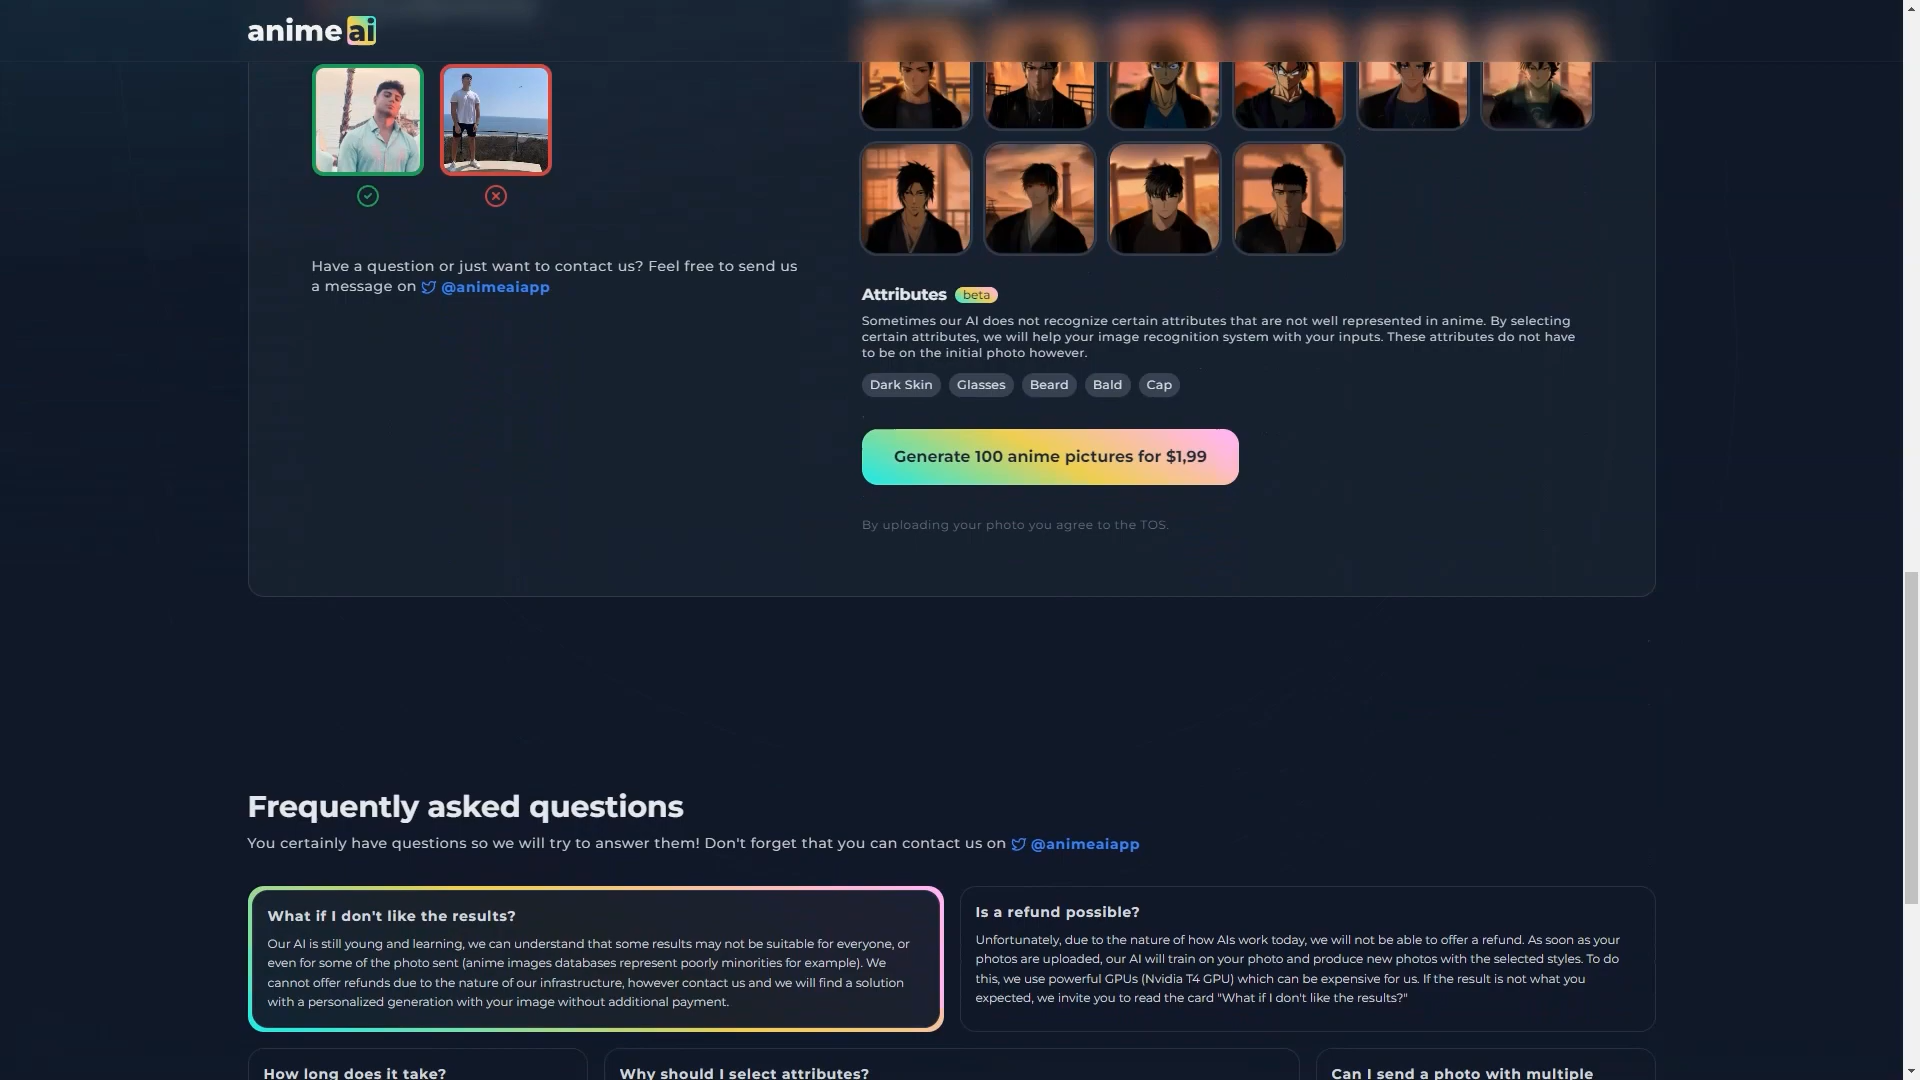 anime ai
Have a question or just want to contact us? Feel free to send us
a message on @animeaiapp
Attributes beta
Sometimes our AI does not recognize certain attributes that are not well represented in anime. By selecting
certain attributes, we will help your image recognition system with your inputs. These attributes do not have
to be on the initial photo however.
Dark Skin Glasses Beard Bald Cap
Generate 100 anime pictures for $1,99
By uploading your photo you agree to the TOS.
Frequently asked questions
You certainly have questions so we will try to answer them! Don't forget that you can contact us on @animeaiapp
What if I don't like the results?
Our AI is still young and learning, we can understand that some results may not be suitable for everyone, or
even for some of the photo sent (anime images databases represent poorly minorities for example). We
cannot offer refunds due to the nature of our infrastructure, however contact us and we will find a solution
with a personalized generation with your image without additional payment.
Is a refund possible?
Unfortunately, due to the nature of how AIs work today, we will not be able to offer a refund. As soon as your
photos are uploaded, our AI will train on your photo and produce new photos with the selected styles. To do
this, we use powerful GPUs (Nvidia T4 GPU) which can be expensive for us. If the result is not what you
expected, we invite you to read the card "What if I don't like the results?"
How long does it take?
Why should I select attributes?
Can I send a photo with multiple